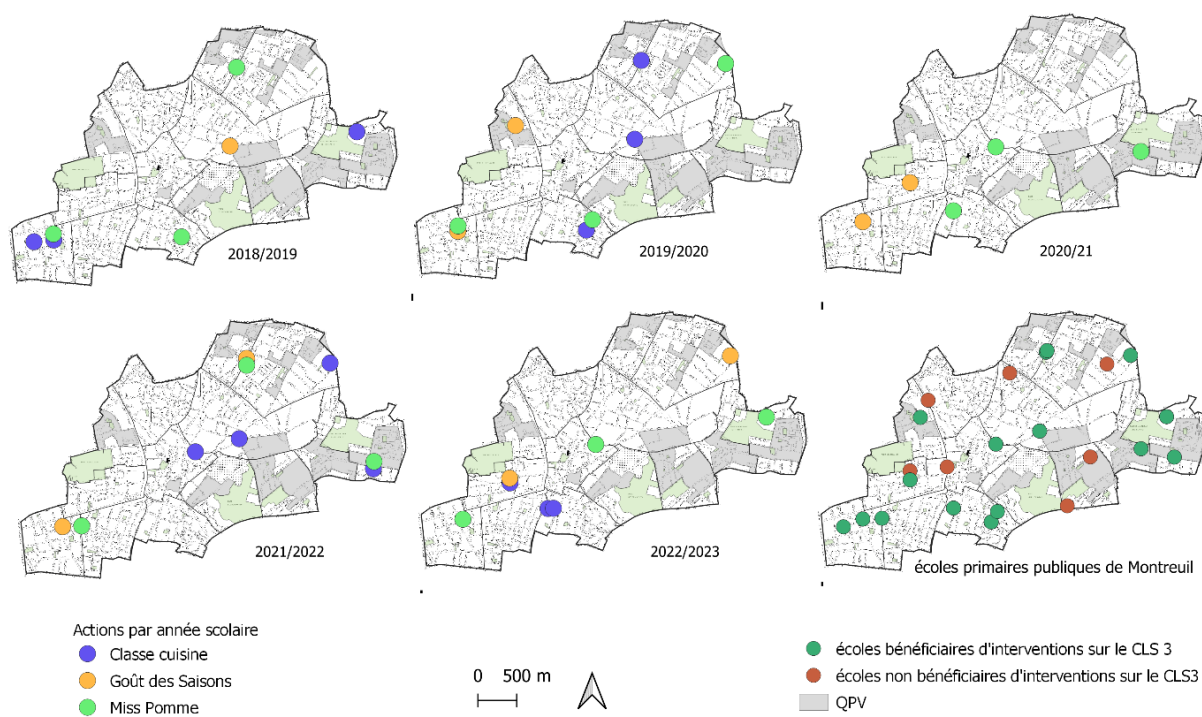 2018/2019
2019/2020
2020/21
2021/2022
2022/2023
écoles primaires publiques de Montreuil
Actions par année scolaire
Classe cuisine
Goût des Saisons
Miss Pomme
0 500 m
écoles bénéficiaires d'interventions sur le CLS 3
écoles non bénéficiaires d'interventions sur le CLS3
QPV